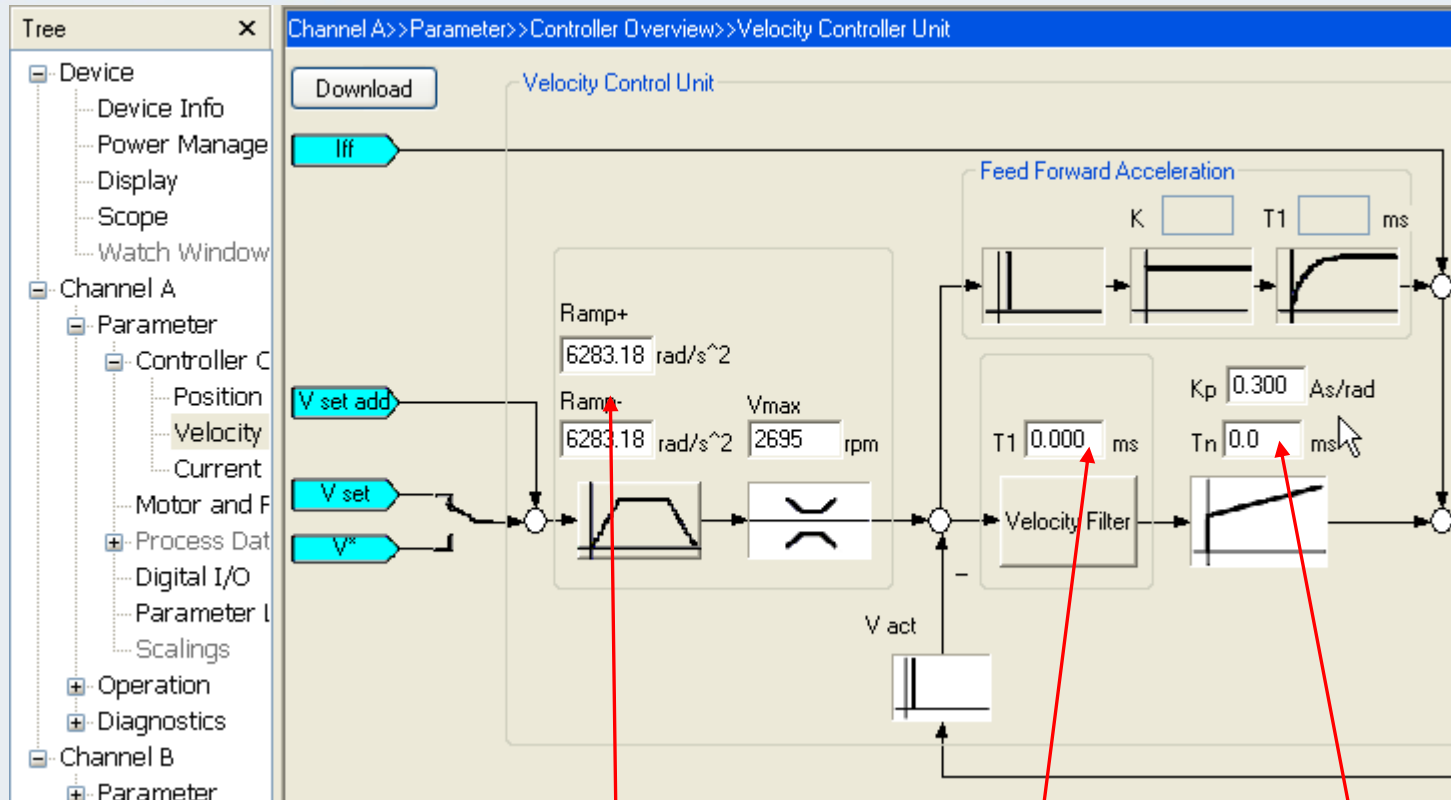 Tree
Device
Device Info
Power Manage
Display
Scope
Watch Window
Channel A
Parameter
Controller C
Position
Velocity
Current
Motor and F
Process Dat
Digital I/O
Parameter L
Scalings
Operation
Diagnostics
Channel B
Parameter
Channel A>>Parameter>>Controller Overview>>Velocity Controller Unit
Download
Velocity Control Unit
Iff
Feed Forward Acceleration
K T1 ms
Ramp+
6283.18 rad/s^2
Ramp-
6283.18 rad/s^2
Vmax
2695 rpm
V set add
V set
V*
T1 0.000 ms
Velocity Filter
Kp 0.300 As/rad
Tn 0.0 ms
–
V act